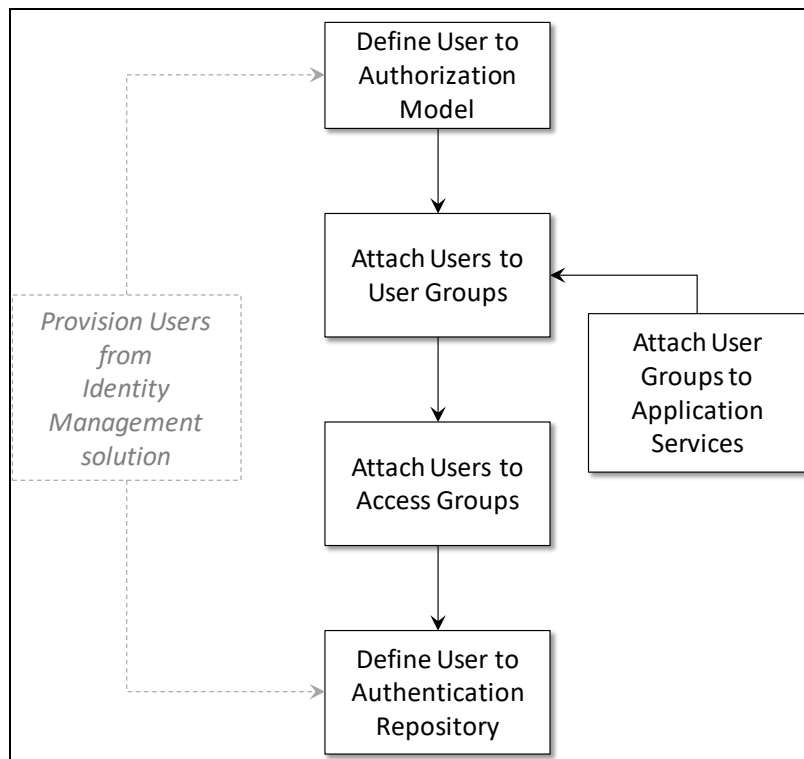 Define User to
Authorization
Model
Attach Users to
User Groups
Provision Users
from
Identity
Management
solution
Attach User
Groups to
Application
Services
Attach Users to
Access Groups
Define User to
Authentication
Repository